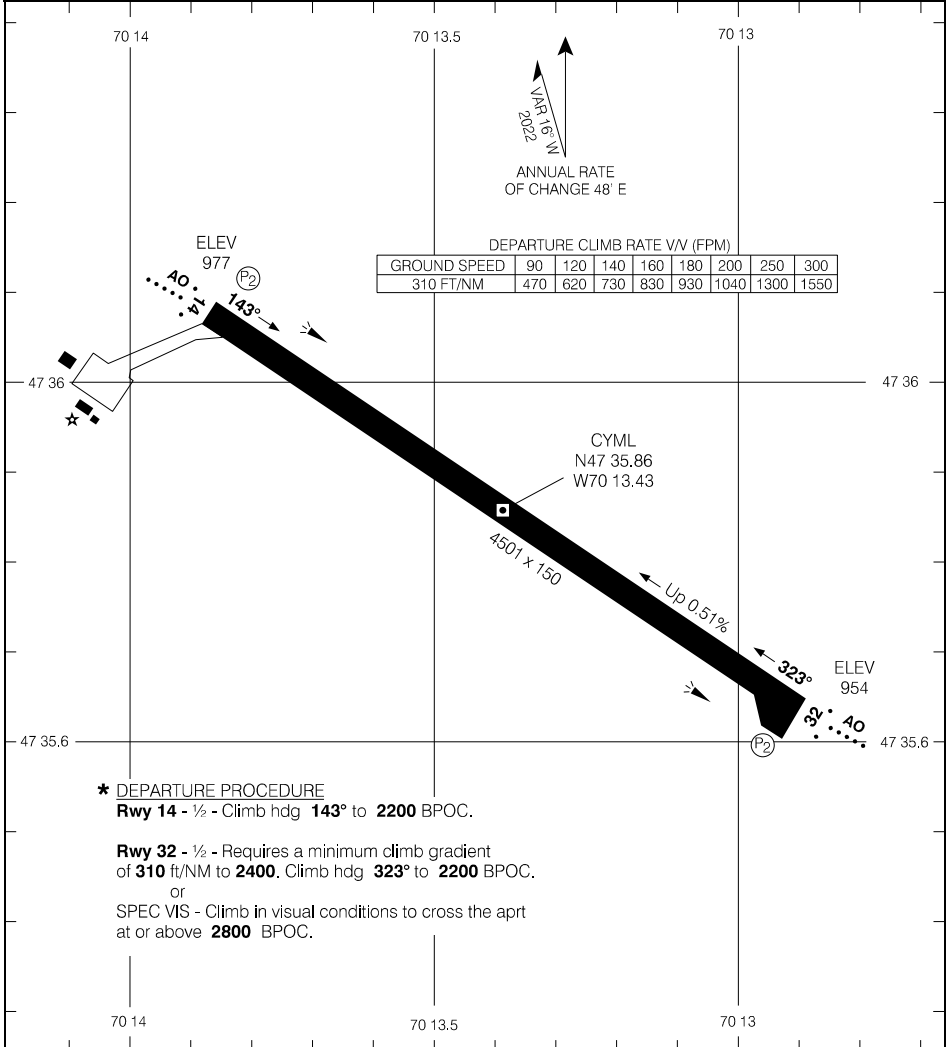 70 14 70 13.5 70 13
VAR 16° W
2022
ANNUAL RATE
OF CHANGE 48' E
DEPARTURE CLIMB RATE V/V (FPM)
GROUND SPEED 90 120 140 160 180 200 250 300
310 FT/NM 470 620 730 830 930 1040 1300 1550
ELEV
977
P2
AO
14
143°
47 36 47 36
CYML
N47 35.86
W70 13.43
4501 x 150
Up 0.51%
323°
ELEV
954
32
AO
P2
47 35.6 47 35.6
* DEPARTURE PROCEDURE
Rwy 14 - ½ - Climb hdg 143° to 2200 BPOC.
Rwy 32 - ½ - Requires a minimum climb gradient
of 310 ft/NM to 2400. Climb hdg 323° to 2200 BPOC.
or
SPEC VIS - Climb in visual conditions to cross the aprt
at or above 2800 BPOC.
70 14 70 13.5 70 13